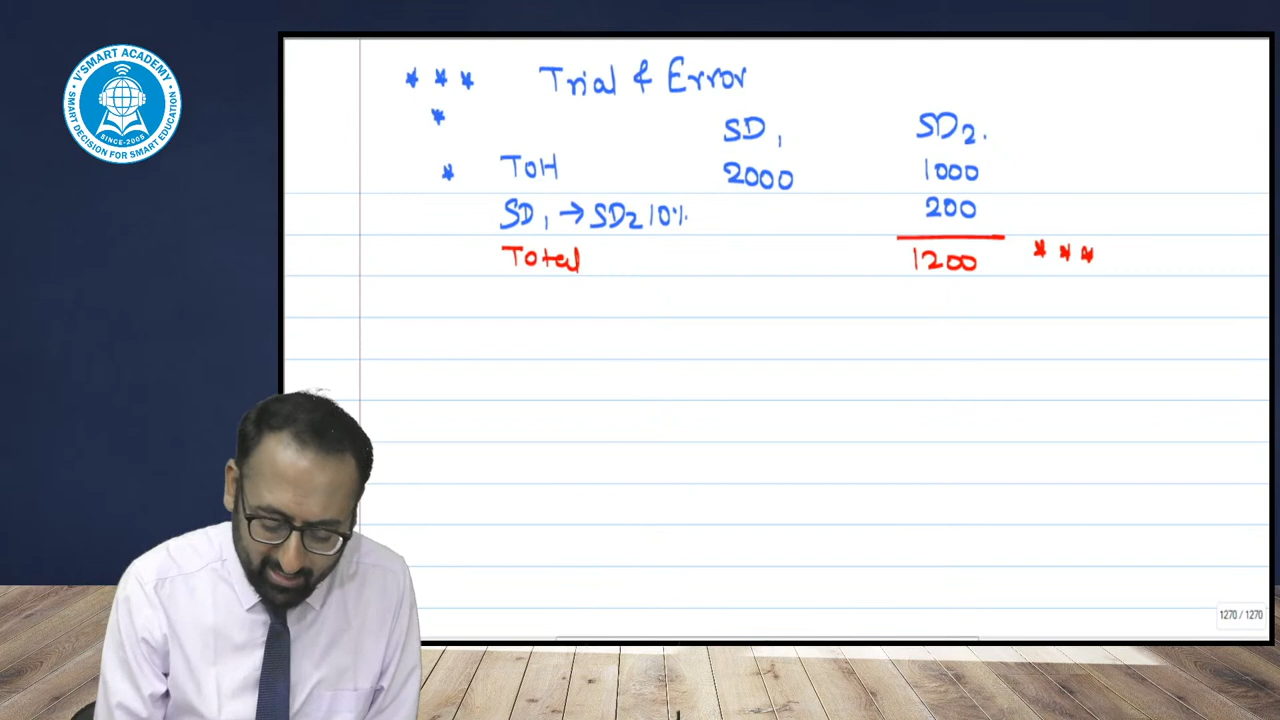 V'SMART ACADEMY
SINCE-2005
SMART DECISION FOR SMART EDUCATION
*** Trial & Error
*
SD1 SD2.
* TOH 2000 1000
SD1 → SD2 10% 200
Total 1200 ***
1270 / 1270